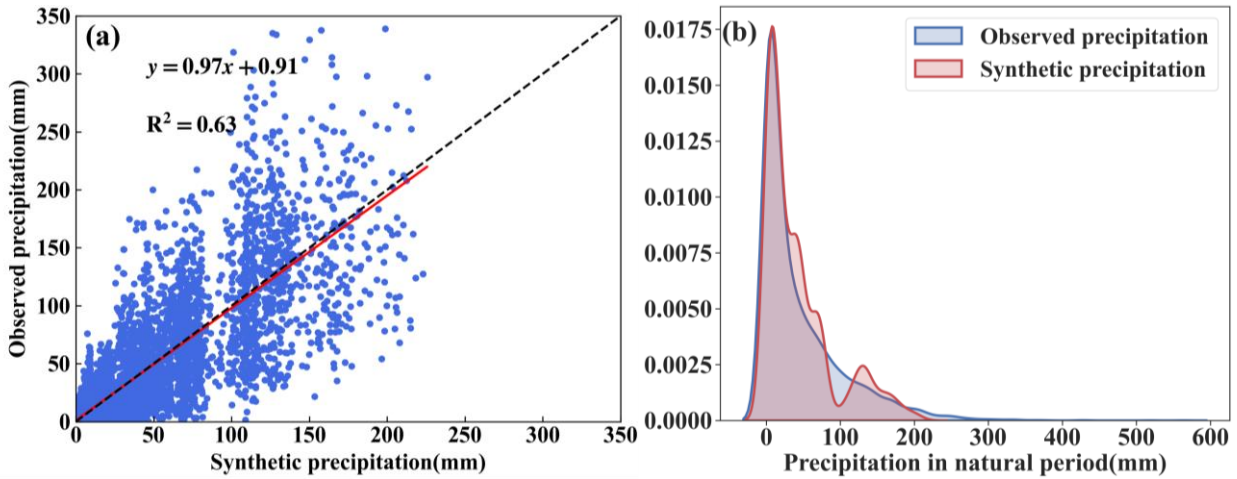 (a)
y = 0.97x + 0.91
R² = 0.63
350
300
250
200
150
100
50
0
0 50 100 150 200 250 300 350
Observed precipitation(mm)
Synthetic precipitation(mm)
(b)
Observed precipitation
Synthetic precipitation
0.0175
0.0150
0.0125
0.0100
0.0075
0.0050
0.0025
0.0000
0 100 200 300 400 500 600
Precipitation in natural period(mm)